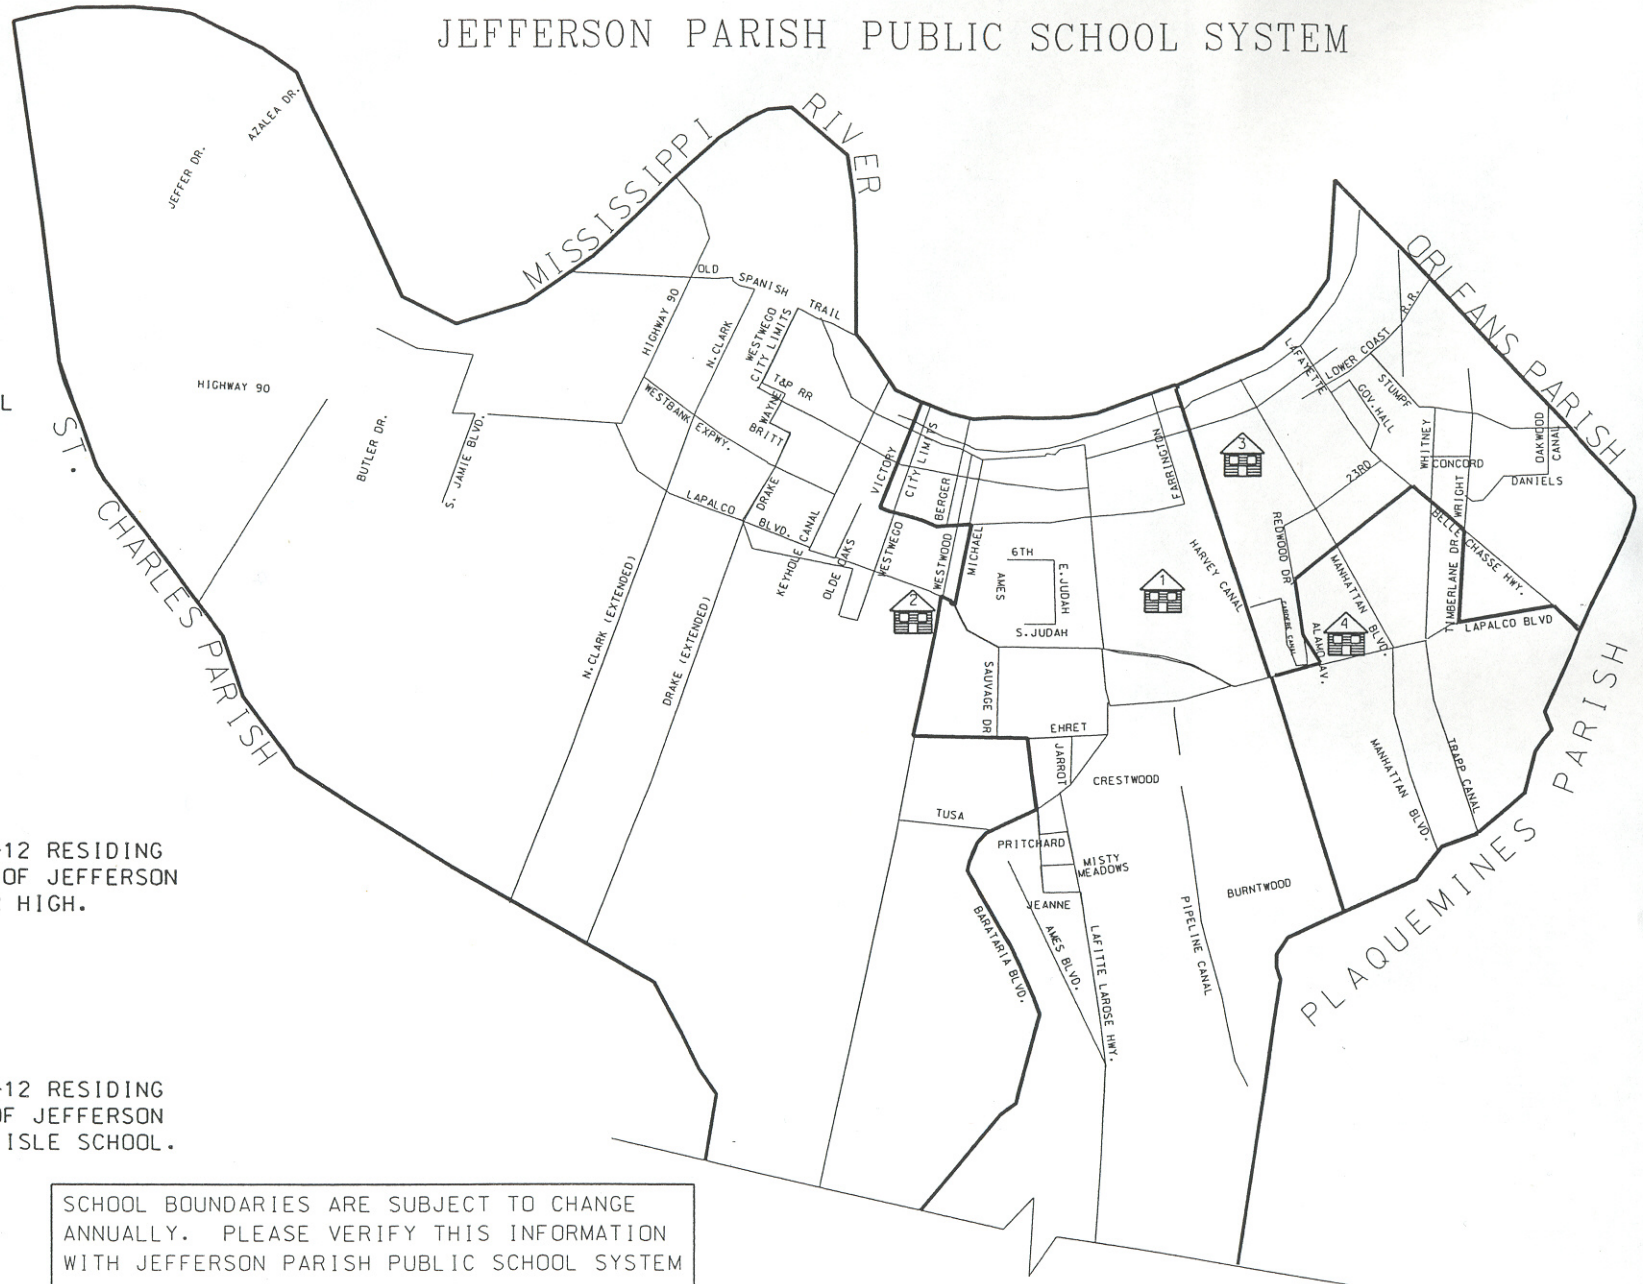 JEFFERSON PARISH PUBLIC SCHOOL SYSTEM
MISSISSIPPI
RIVER
ORLEANS PARISH
ST. CHARLES PARISH
PLAQUEMINES PARISH
AZALEA DR.
JEFFER DR.
HIGHWAY 90
BUTLER DR.
S. JAMIE BLVD.
OLD SPANISH TRAIL
HIGHWAY 90
N.CLARK
WESTWEGO
CITY LIMITS
T&P RR
WAYNE
BRITT
WESTBANK EXPWY.
DRAKE
LAPALCO BLVD.
KEYHOLE CANAL
OLDE OAKS
VICTORY
CITY LIMITS
WESTWEGO
BERGER
WESTWOOD
MICHAEL
N.CLARK (EXTENDED)
DRAKE (EXTENDED)
2
6TH
AMES
E.JUDAH
S.JUDAH
1
FARRINGTON
HARVEY CANAL
3
LAFAYETTE
LOWER COAST R.R.
STUMPF
GOV.HALL
23RD
WHITNEY
CONCORD
WRIGHT
OAKWOOD
CANAL
DANIELS
REDWOOD DR
MANHATTAN BLVD.
BELLE CHASSE HWY.
TIMBERLANE DR.
LAPALCO BLVD
ALAMO AV.
4
SAUVAGE DR
EHRET
JARROT
CRESTWOOD
TUSA
PRITCHARD
MISTY
MEADOWS
JEANNE
BARATARIA BLVD.
AMES BLVD.
LAFITTE LAROSE HWY.
PIPELINE CANAL
BURNTWOOD
MANHATTAN BLVD.
TRAPP CANAL
L
-12 RESIDING
OF JEFFERSON
HIGH.
-12 RESIDING
OF JEFFERSON
ISLE SCHOOL.
SCHOOL BOUNDARIES ARE SUBJECT TO CHANGE
ANNUALLY. PLEASE VERIFY THIS INFORMATION
WITH JEFFERSON PARISH PUBLIC SCHOOL SYSTEM